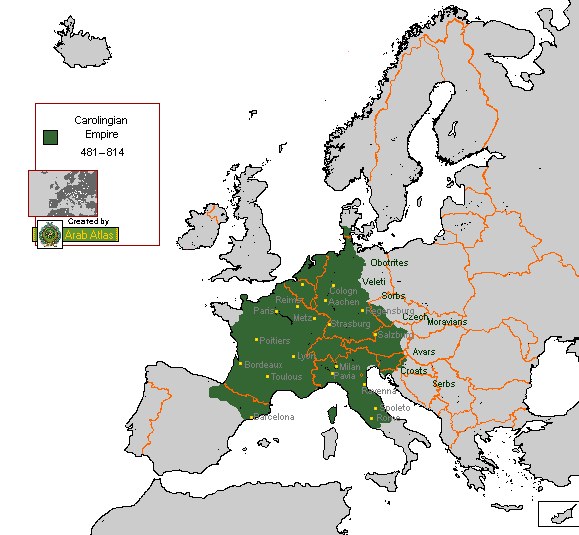 Carolingian
Empire
481–814
Created by
Arab Atlas
Obotrites
Veleti
Cologn
Sorbs
Reimer
Aachen
Paris
Regensburg
Metz
Czech
Moravians
Strasburg
Salzburg
Poitiers
Avars
Lyon
Bordeaux
Milan
Croats
Toulous
Pavia
Serbs
Ravenna
Spoleto
Barcelona
Rome